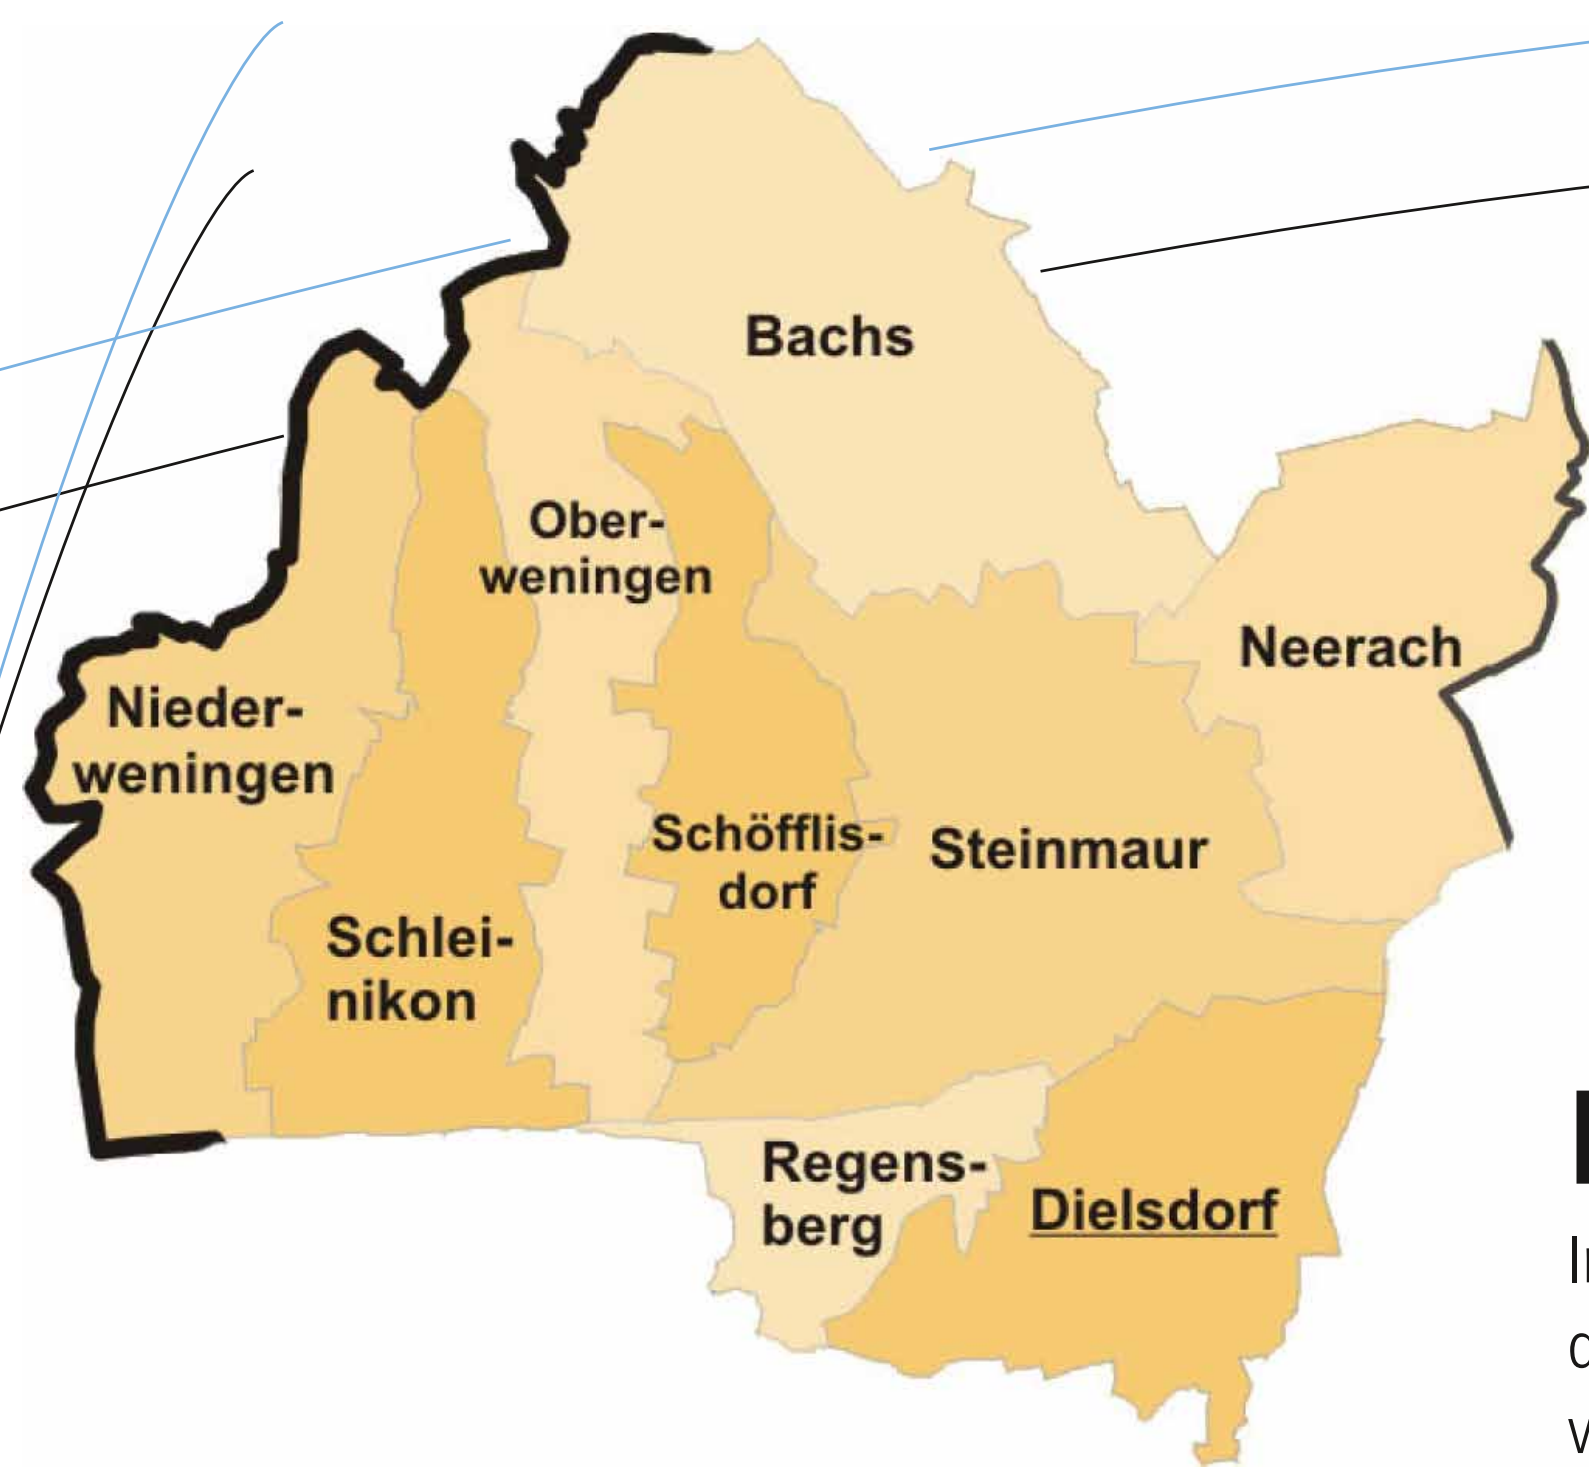 Bachs
Ober-
weningen
Neerach
Nieder-
weningen
Schöfflis-
dorf
Steinmaur
Schlei-
nikon
Regens-
berg
Dielsdorf